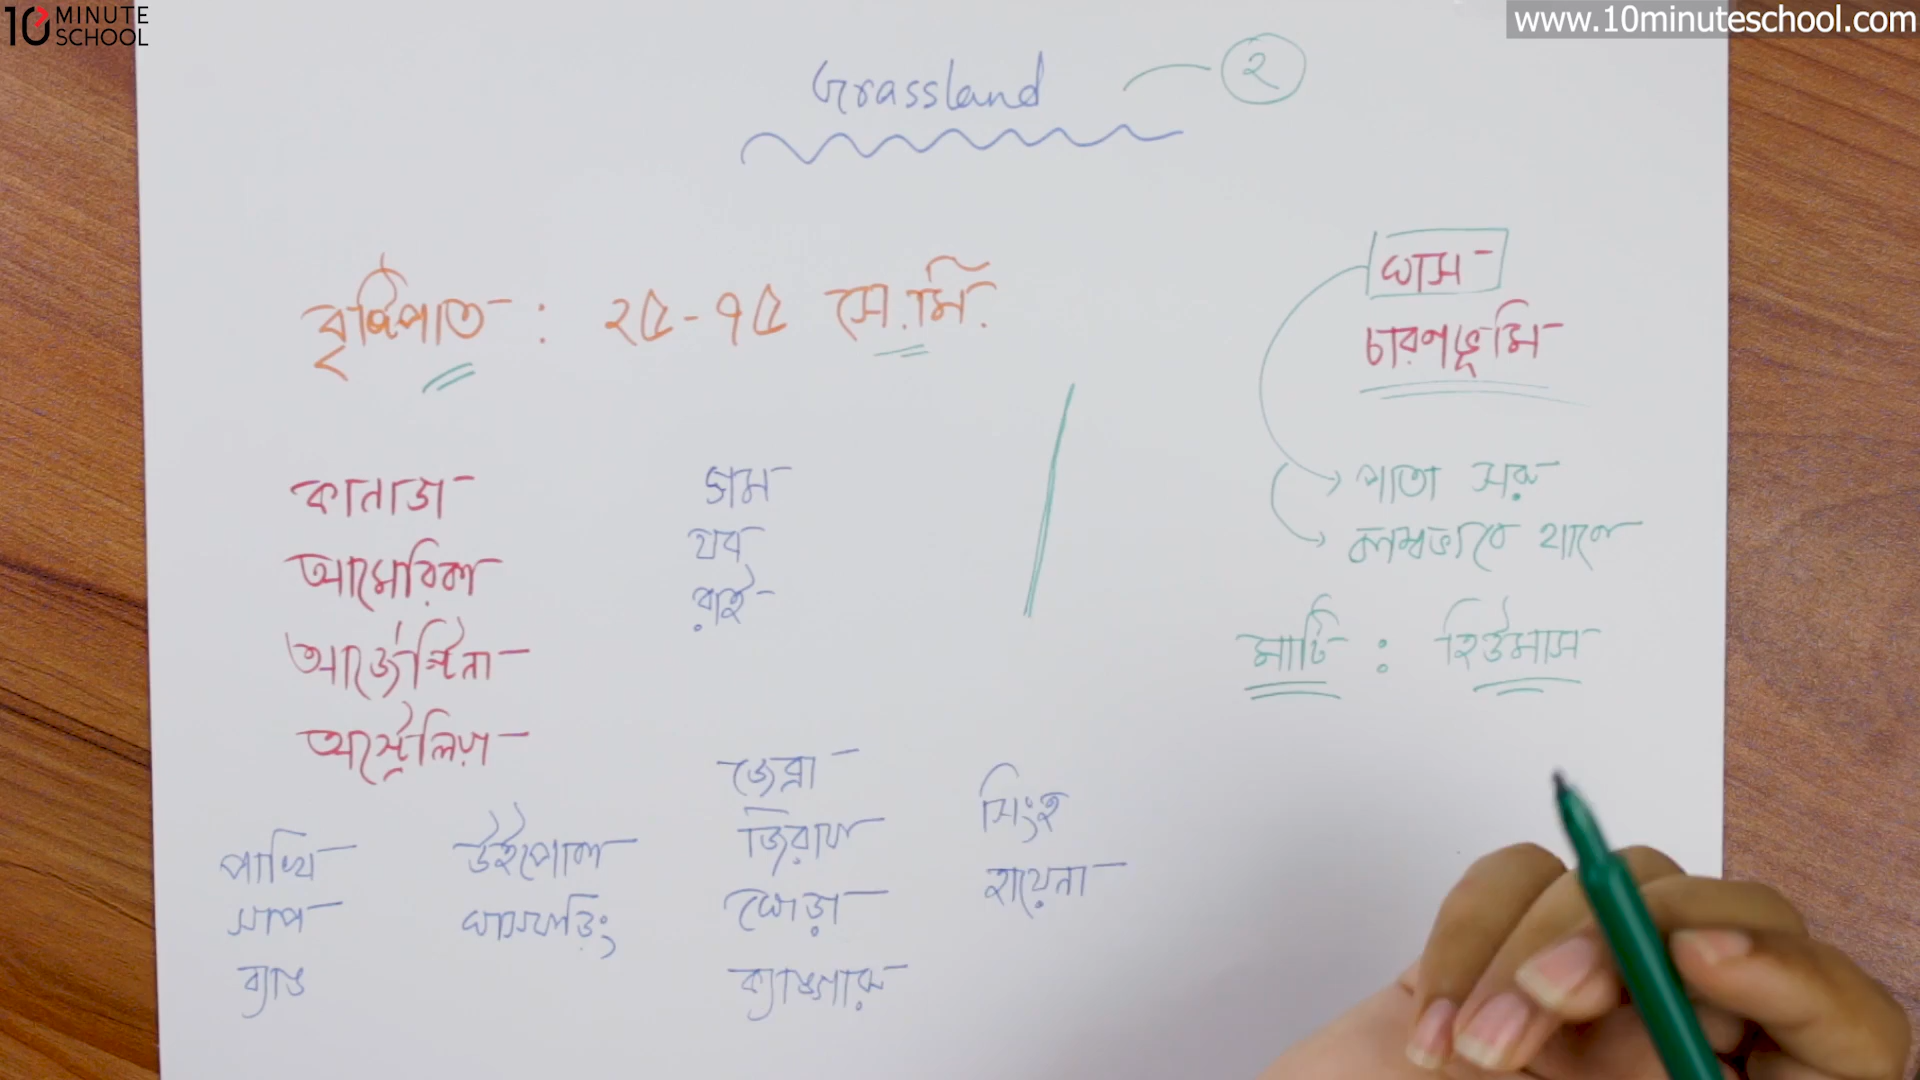 10 MINUTE SCHOOL
www.10minuteschool.com
Grassland ২
বৃষ্টিপাত : ২৫-৭৫ সে.মি.
ঘাস
চারণভূমি
কানাডা
আমেরিকা
আর্জেন্টিনা
অস্ট্রেলিয়া
গম
যব
রাই
পাতা সরু
লম্বভাবে থাকে
মাটি : হিউমাস
পাখি
সাপ
ব্যাঙ
উইপোকা
ঘাসফড়িং
জেব্রা
জিরাফ
ঘোড়া
ক্যাঙ্গারু
সিংহ
হায়েনা